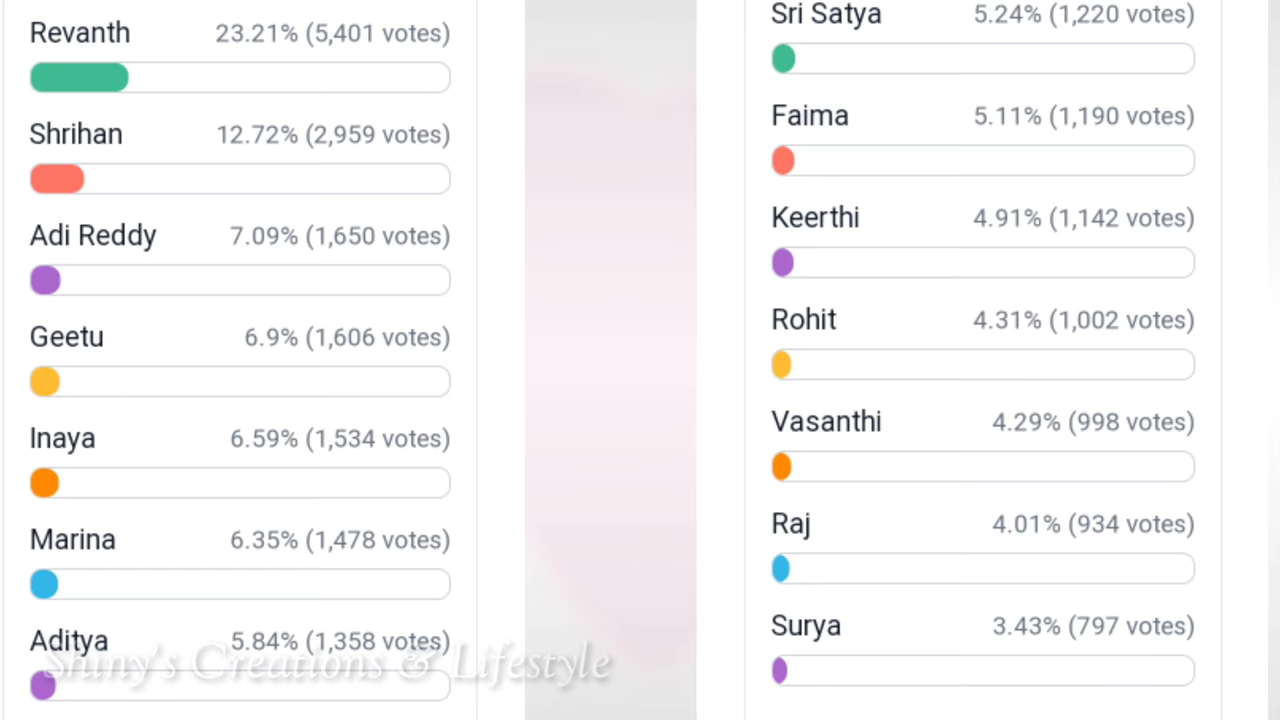 Revanth 23.21% (5,401 votes)
Shrihan 12.72% (2,959 votes)
Adi Reddy 7.09% (1,650 votes)
Geetu 6.9% (1,606 votes)
Inaya 6.59% (1,534 votes)
Marina 6.35% (1,478 votes)
Aditya 5.84% (1,358 votes)
Shiny's Creations & Lifestyle
Sri Satya 5.24% (1,220 votes)
Faima 5.11% (1,190 votes)
Keerthi 4.91% (1,142 votes)
Rohit 4.31% (1,002 votes)
Vasanthi 4.29% (998 votes)
Raj 4.01% (934 votes)
Surya 3.43% (797 votes)